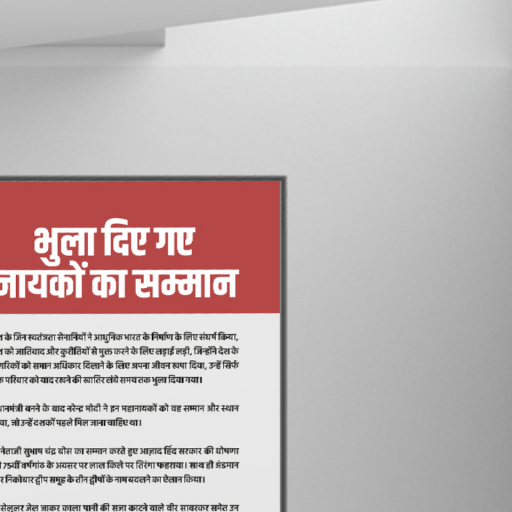 भुला दिए गए
नायकों का सम्मान
के जिन स्वतंत्रता सेनानियों ने आधुनिक भारत के निर्माण के लिए संघर्ष किया,
को जातिवाद और कुरीतियों से मुक्त करने के लिए लड़ाई लड़ी, जिन्होंने देश के
नागरिकों को समान अधिकार दिलाने के लिए अपना जीवन खपा दिया, उन्हें सिर्फ
परिवार को याद रखने की खातिर लंबे समय तक भुला दिया गया।
प्रधानमंत्री बनने के बाद नरेन्द्र मोदी ने इन महानायकों को वह सम्मान और स्थान
जो उन्हें दशकों पहले मिल जाना चाहिए था।
नेताजी सुभाष चंद्र बोस का सम्मान करते हुए आज़ाद हिंद सरकार की घोषणा
75वीं वर्षगांठ के अवसर पर लाल किले पर तिरंगा फहराया। साथ ही अंडमान
निकोबार द्वीप समूह के तीन द्वीपों के नाम बदलने का ऐलान किया।
सेलुलर जेल जाकर काला पानी की सजा काटने वाले वीर सावरकर समेत उन